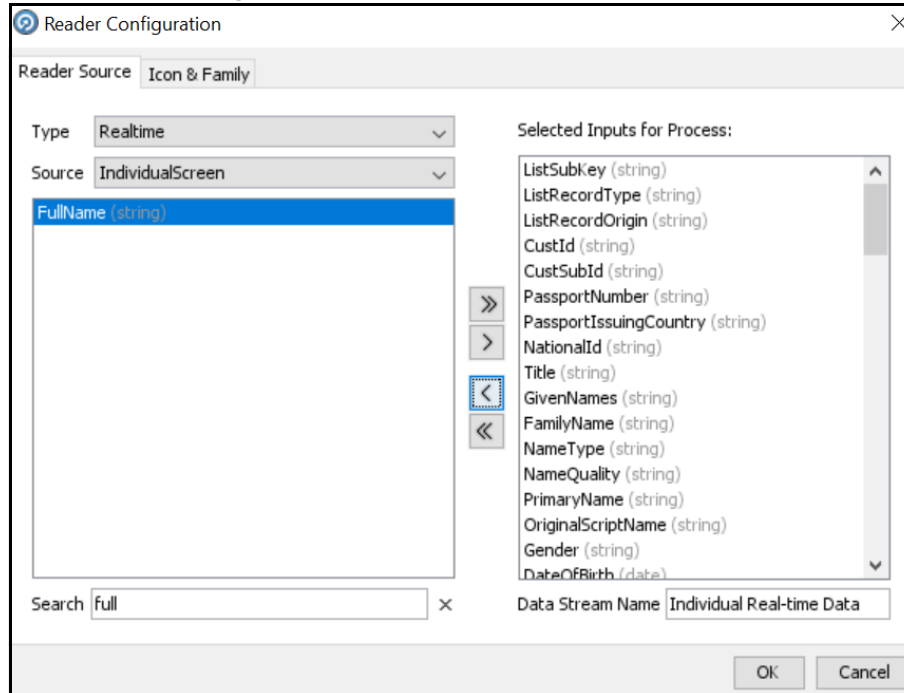 Reader Configuration
Reader Source
Icon & Family
Type
Realtime
Source
IndividualScreen
FullName (string)
Search
full
Selected Inputs for Process:
ListSubKey (string)
ListRecordType (string)
ListRecordOrigin (string)
CustId (string)
CustSubId (string)
PassportNumber (string)
PassportIssuingCountry (string)
NationalId (string)
Title (string)
GivenNames (string)
FamilyName (string)
NameType (string)
NameQuality (string)
PrimaryName (string)
OriginalScriptName (string)
Gender (string)
DateOfBirth (date)
Data Stream Name
Individual Real-time Data
OK
Cancel